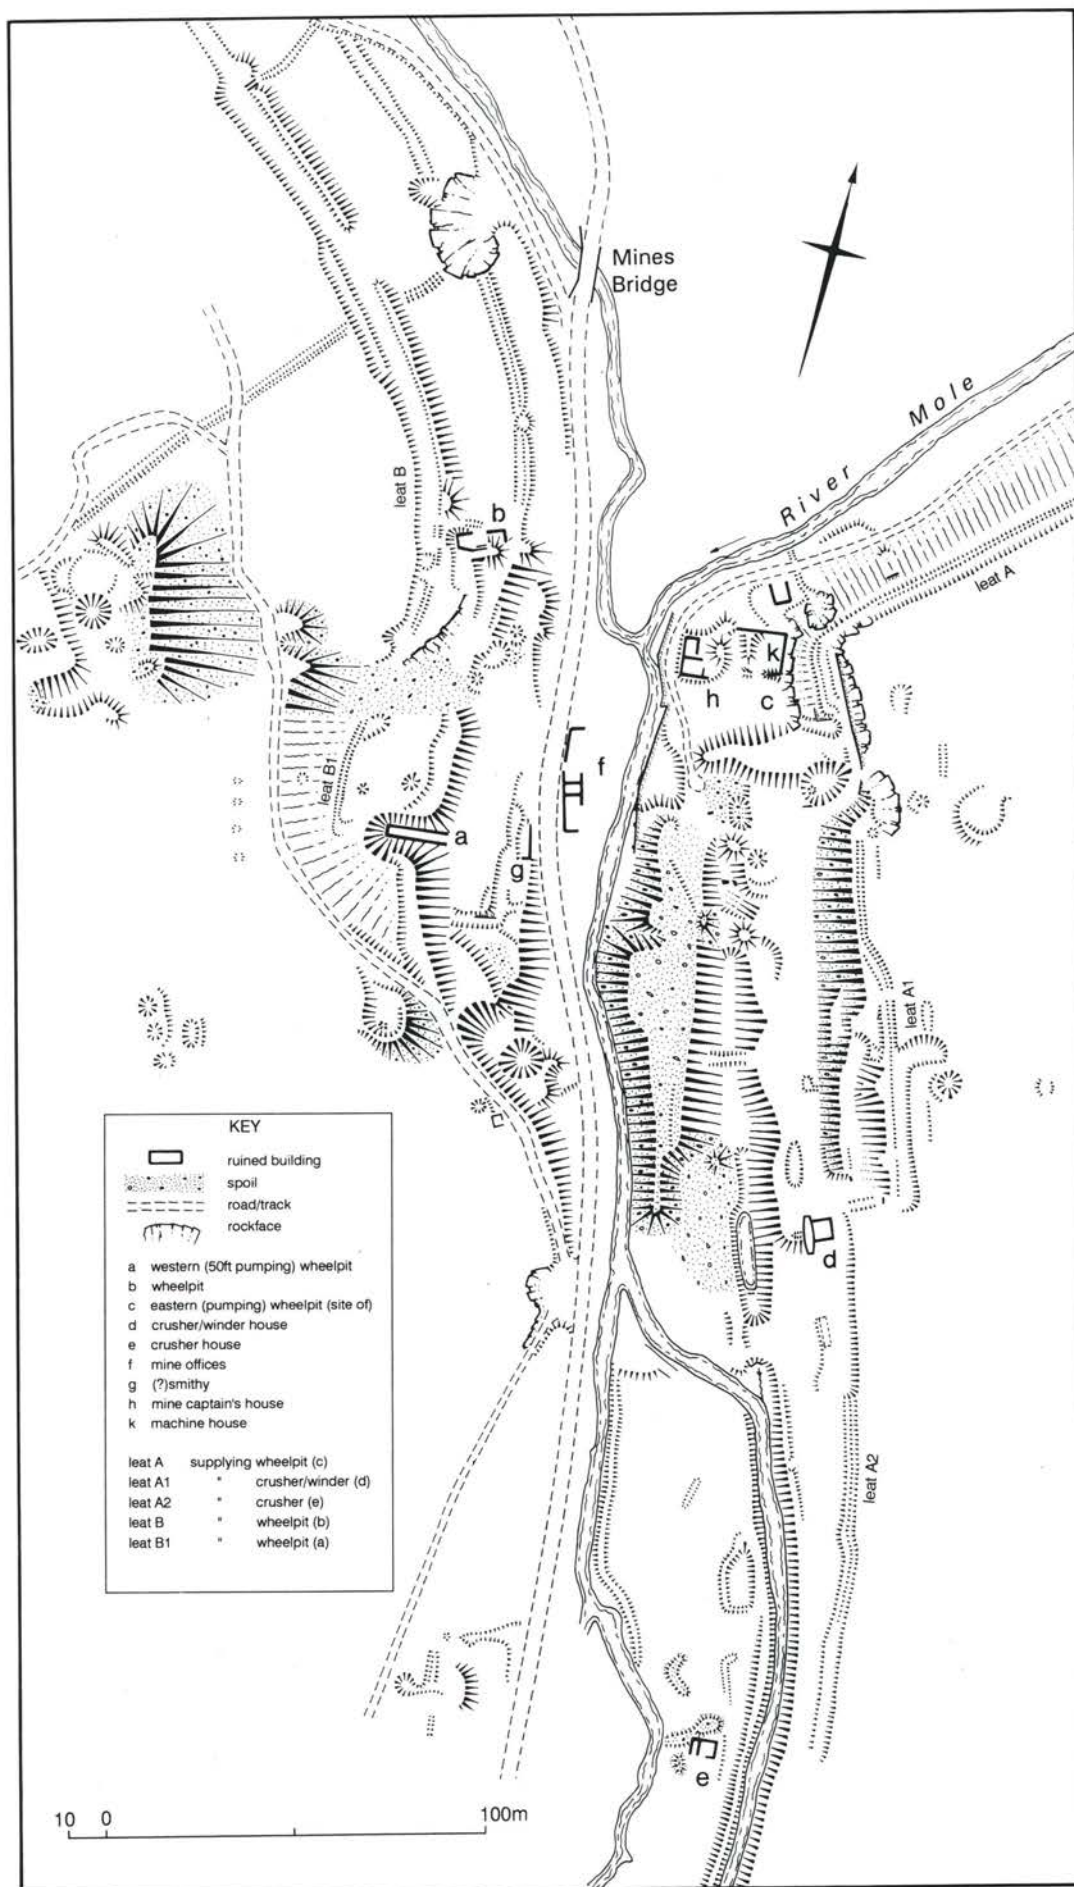 Mines
Bridge
River Mole
leat B
b
leat A
k
h
c
leat B1
f
a
g
leat A1
d
leat A2
e
KEY
ruined building
spoil
road/track
rockface
a western (50ft pumping) wheelpit
b wheelpit
c eastern (pumping) wheelpit (site of)
d crusher/winder house
e crusher house
f mine offices
g (?)smithy
h mine captain's house
k machine house
leat A supplying wheelpit (c)
leat A1 " crusher/winder (d)
leat A2 " crusher (e)
leat B " wheelpit (b)
leat B1 " wheelpit (a)
10 0 100m